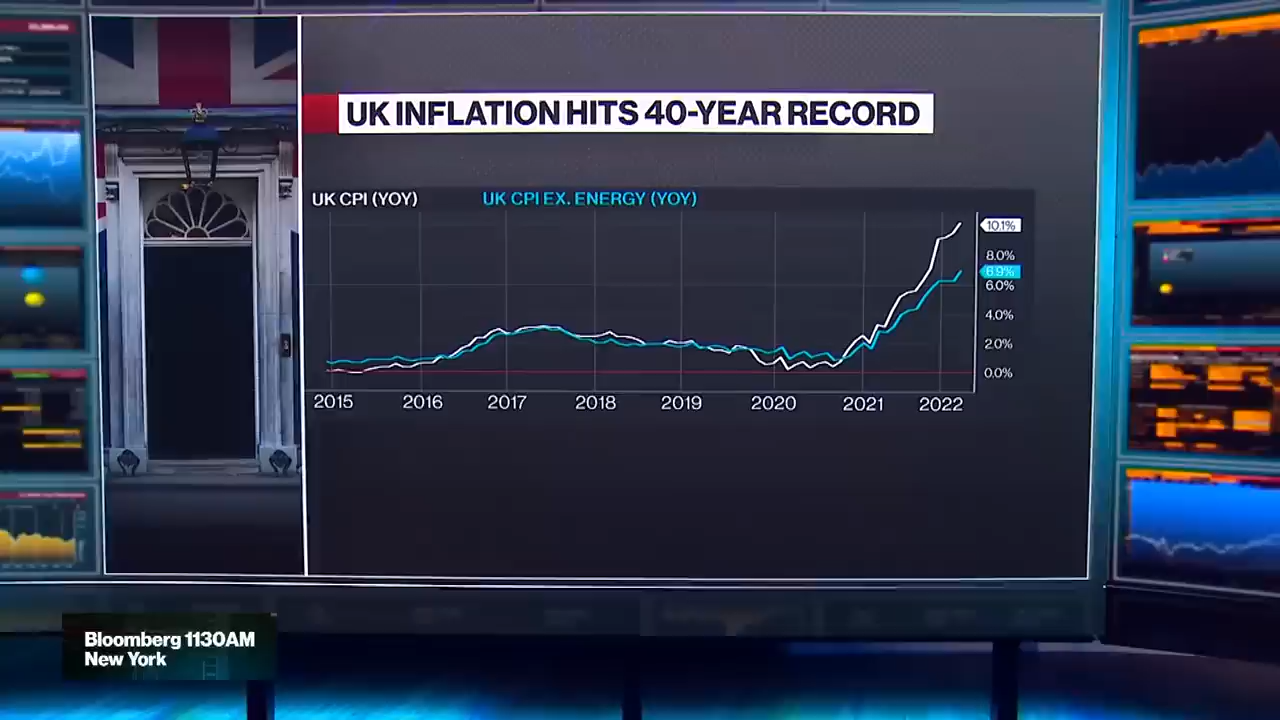 UK INFLATION HITS 40-YEAR RECORD
UK CPI (YOY) UK CPI EX. ENERGY (YOY)
10.1%
8.0%
6.9%
6.0%
4.0%
2.0%
0.0%
2015 2016 2017 2018 2019 2020 2021 2022
Bloomberg 1130AM
New York